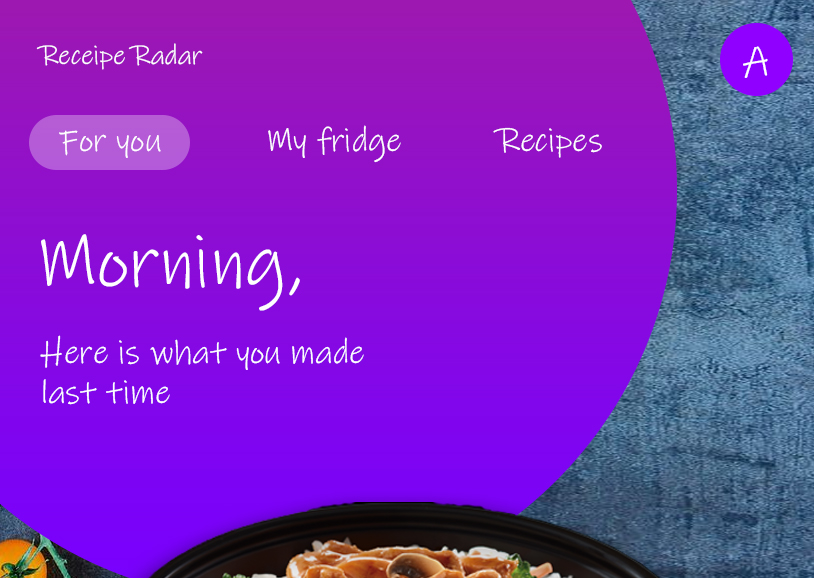 Receipe Radar
A
For you My fridge Recipes
Morning,
Here is what you made
last time